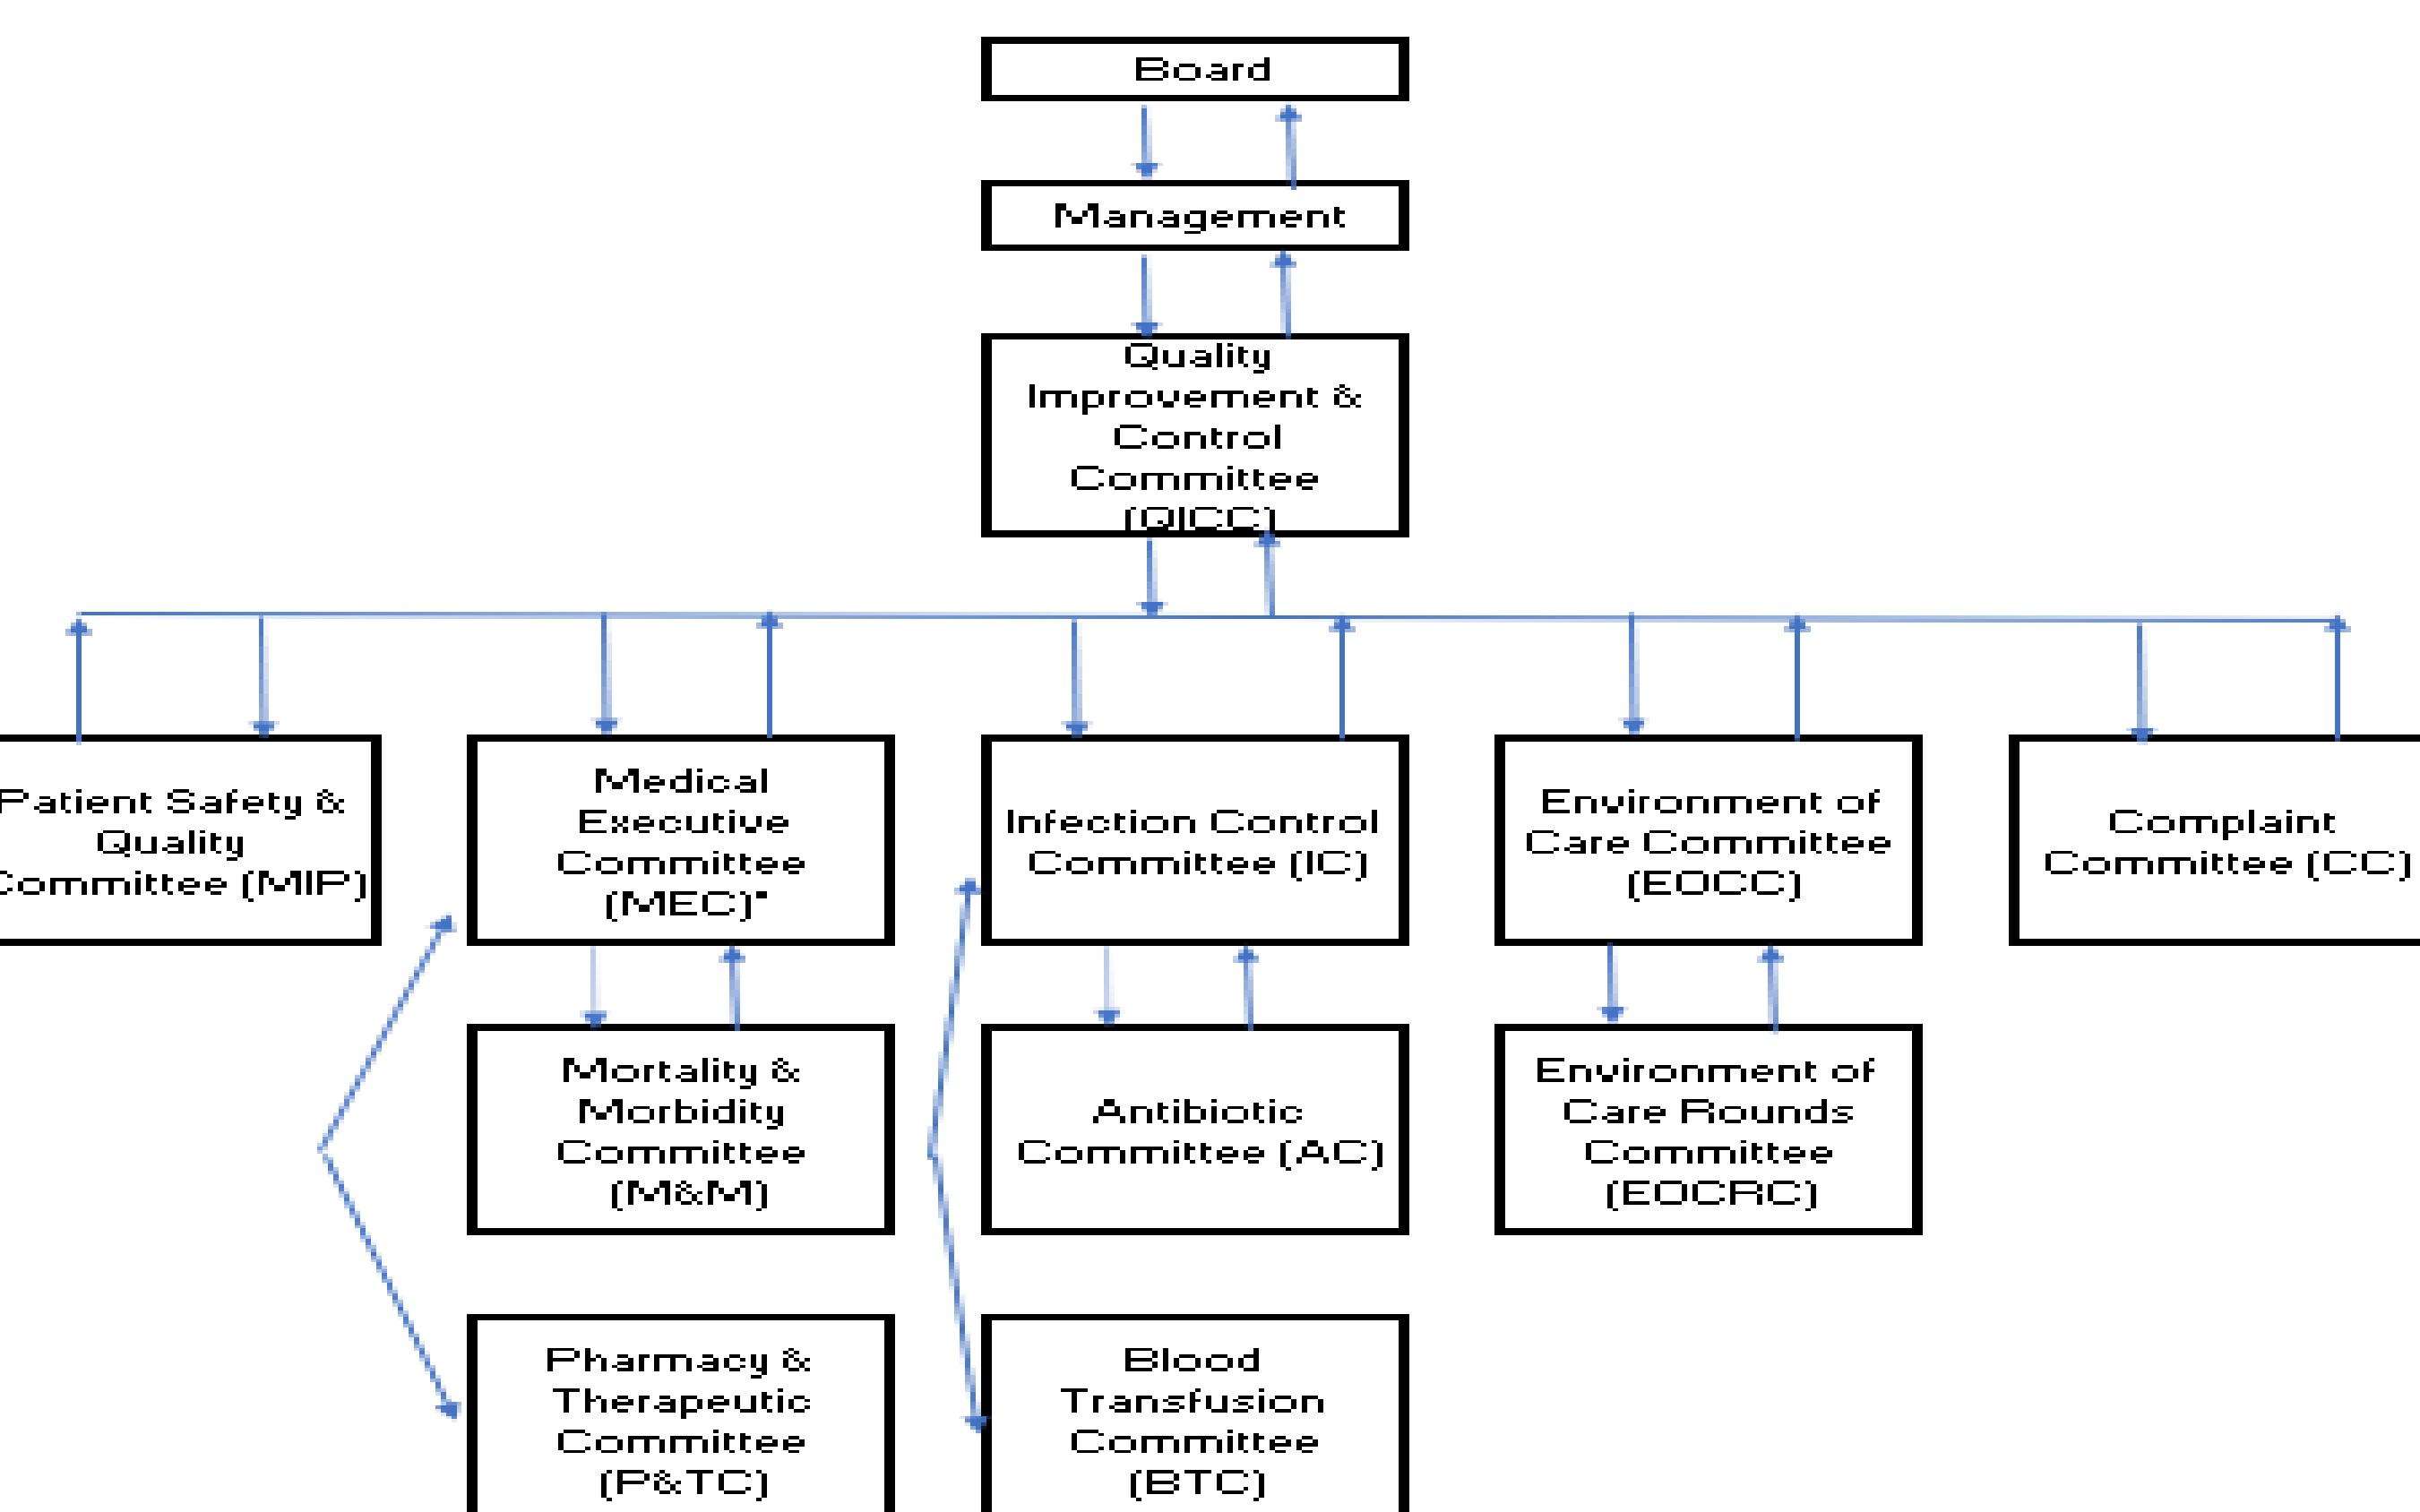 Board
Management
Quality
Improvement &
Control
Committee
(QICC)
Patient Safety &
Quality
Committee (MIP)
Medical
Executive
Committee
(MEC)*
Infection Control
Committee (IC)
Environment of
Care Committee
(EOCC)
Complaint
Committee (CC)
Mortality &
Morbidity
Committee
(M&M)
Antibiotic
Committee (AC)
Environment of
Care Rounds
Committee
(EOCRC)
Pharmacy &
Therapeutic
Committee
(P&TC)
Blood
Transfusion
Committee
(BTC)